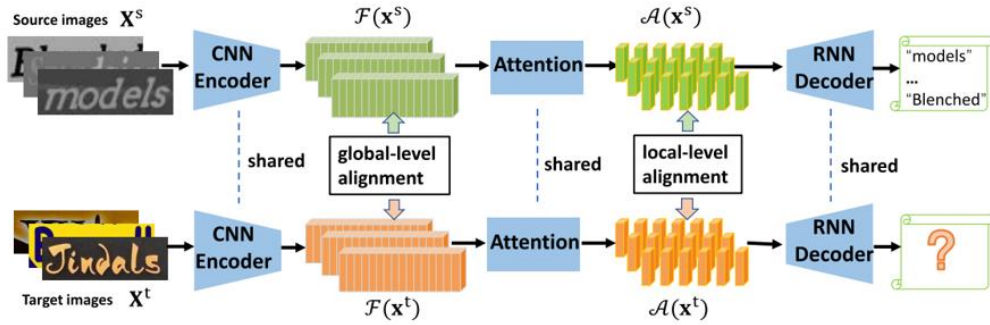 Source images X^s
F(x^s)
A(x^s)
models
CNN
Encoder
Attention
RNN
Decoder
"models"
...
"Blenched"
shared
global-level
alignment
shared
local-level
alignment
shared
Jindals
CNN
Encoder
Attention
RNN
Decoder
?
Target images X^t
F(x^t)
A(x^t)